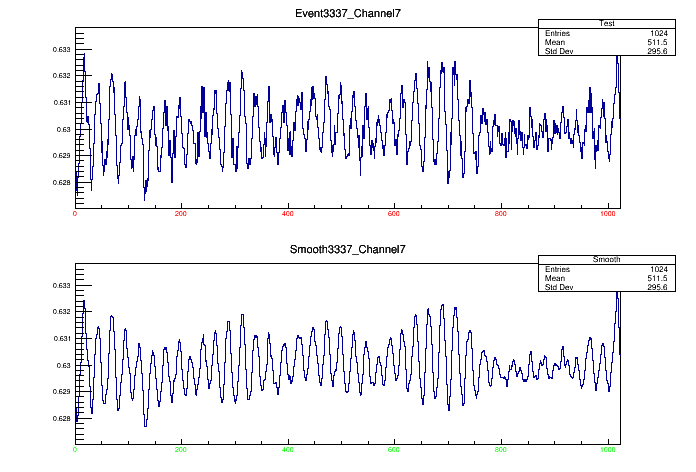 Event3337_Channel7
Test
Entries 1024
Mean 511.5
Std Dev 295.6
0.633
0.632
0.631
0.63
0.629
0.628
0 200 400 600 800 1000
Smooth3337_Channel7
Smooth
Entries 1024
Mean 511.5
Std Dev 295.6
0.633
0.632
0.631
0.63
0.629
0.628
0 200 400 600 800 1000